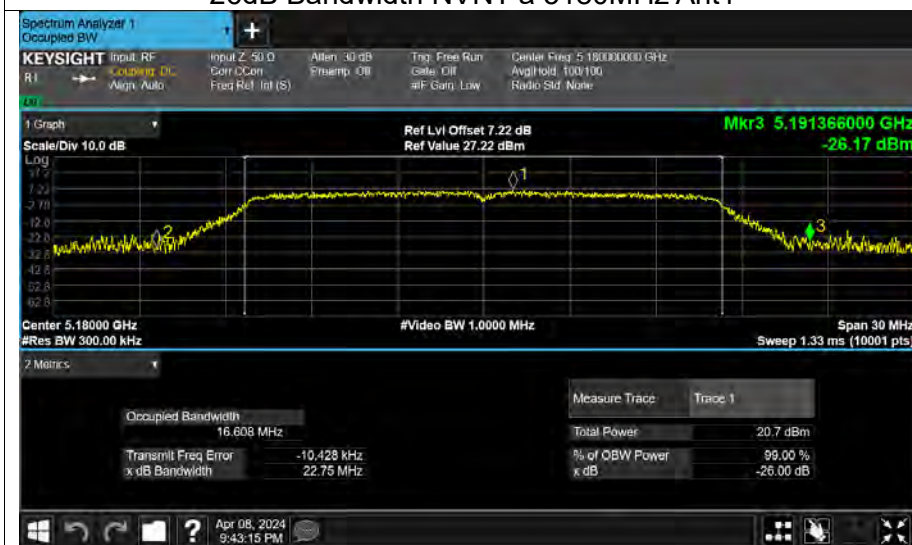 Spectrum Analyzer 1
Occupied BW
+
KEYSIGHT Input: RF
R L
Coupling: DC
Align: Auto
Input Z: 50 Ω
Corr CCorr
Freq Ref: Int (S)
Atten: 30 dB
Preamp: Off
Trig: Free Run
Gate: Off
#IF Gain: Low
Center Freq: 5.180000000 GHz
Avg|Hold: 100/100
Radio Std: None
1 Graph
Scale/Div 10.0 dB
Ref Lvl Offset 7.22 dB
Ref Value 27.22 dBm
Mkr3 5.191366000 GHz
-26.17 dBm
Log
17.2
7.22
-2.78
-12.8
-22.8
-32.8
-42.8
-52.8
-62.8
1
2
3
Center 5.18000 GHz
#Res BW 300.00 kHz
#Video BW 1.0000 MHz
Span 30 MHz
Sweep 1.33 ms (10001 pts)
2 Metrics
Measure Trace Trace 1
Occupied Bandwidth
16.608 MHz
Total Power 20.7 dBm
Transmit Freq Error -10.428 kHz
% of OBW Power 99.00 %
x dB Bandwidth 22.75 MHz
x dB -26.00 dB
?
Apr 08, 2024
9:43:15 PM